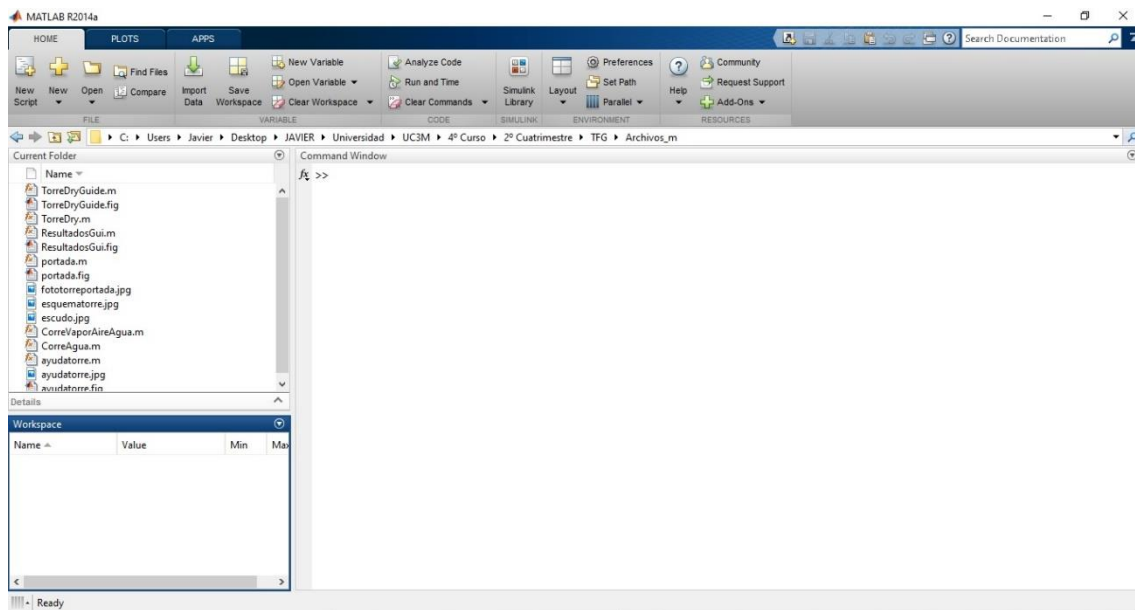 MATLAB R2014a
HOME PLOTS APPS Search Documentation
New Script New Open Find Files Compare Import Data Save Workspace New Variable Open Variable Clear Workspace Analyze Code Run and Time Clear Commands Simulink Library Layout Preferences Set Path Parallel Help Community Request Support Add-Ons
FILE VARIABLE CODE SIMULINK ENVIRONMENT RESOURCES
C: Users Javier Desktop JAVIER Universidad UC3M 4º Curso 2º Cuatrimestre TFG Archivos_m
Current Folder
Name
TorreDryGuide.m
TorreDryGuide.fig
TorreDry.m
ResultadosGui.m
ResultadosGui.fig
portada.m
portada.fig
fototorreportada.jpg
esquematorre.jpg
escudo.jpg
CorreVaporAireAgua.m
CorreAgua.m
ayudatorre.m
ayudatorre.jpg
ayudatorre.fig
Details
Workspace
Name Value Min Max
Command Window
fx >>
Ready